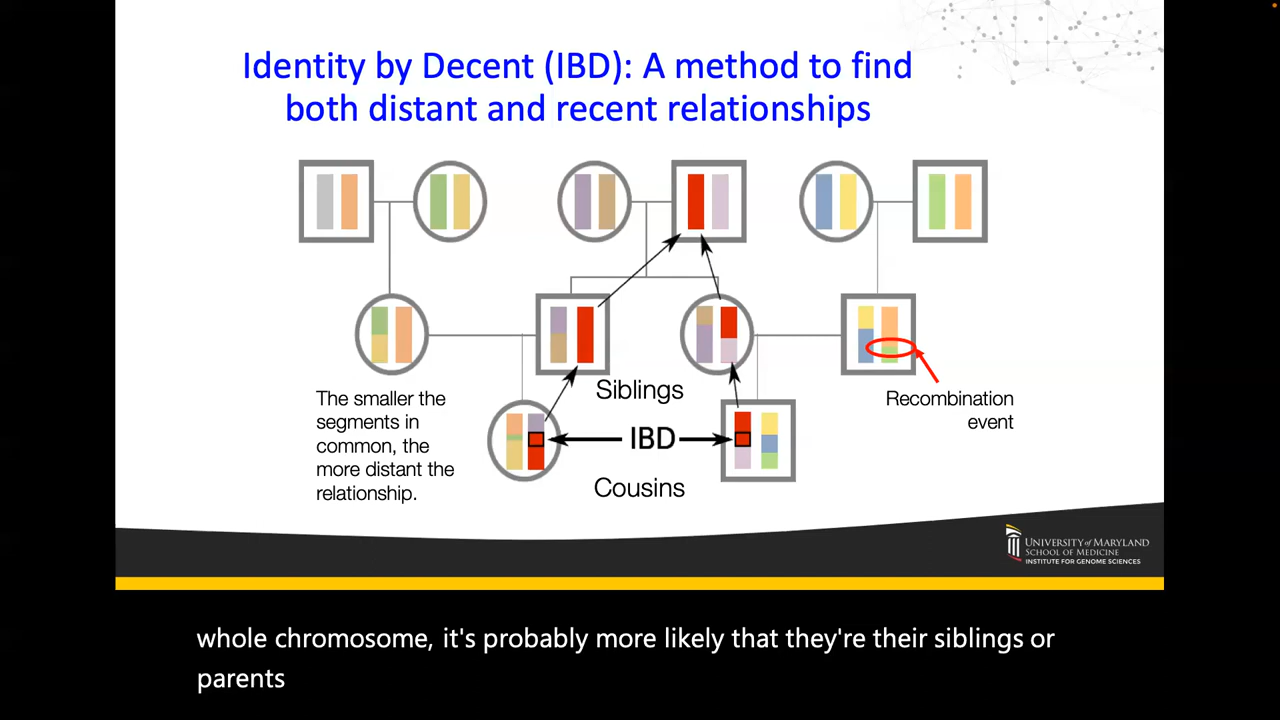 Identity by Decent (IBD): A method to find
both distant and recent relationships
The smaller the
segments in
common, the
more distant the
relationship.
Siblings
IBD
Cousins
Recombination
event
UNIVERSITY of MARYLAND
SCHOOL OF MEDICINE
INSTITUTE FOR GENOME SCIENCES
whole chromosome, it's probably more likely that they're their siblings or
parents